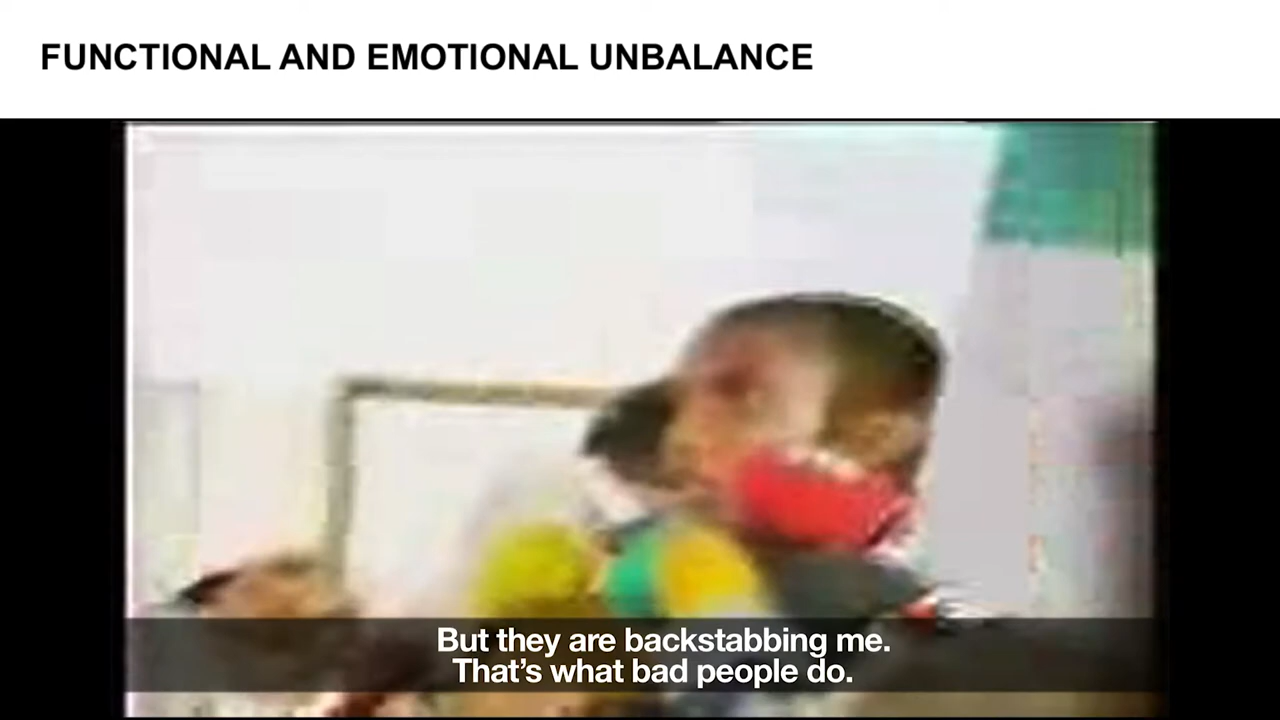 FUNCTIONAL AND EMOTIONAL UNBALANCE
But they are backstabbing me.
That's what bad people do.